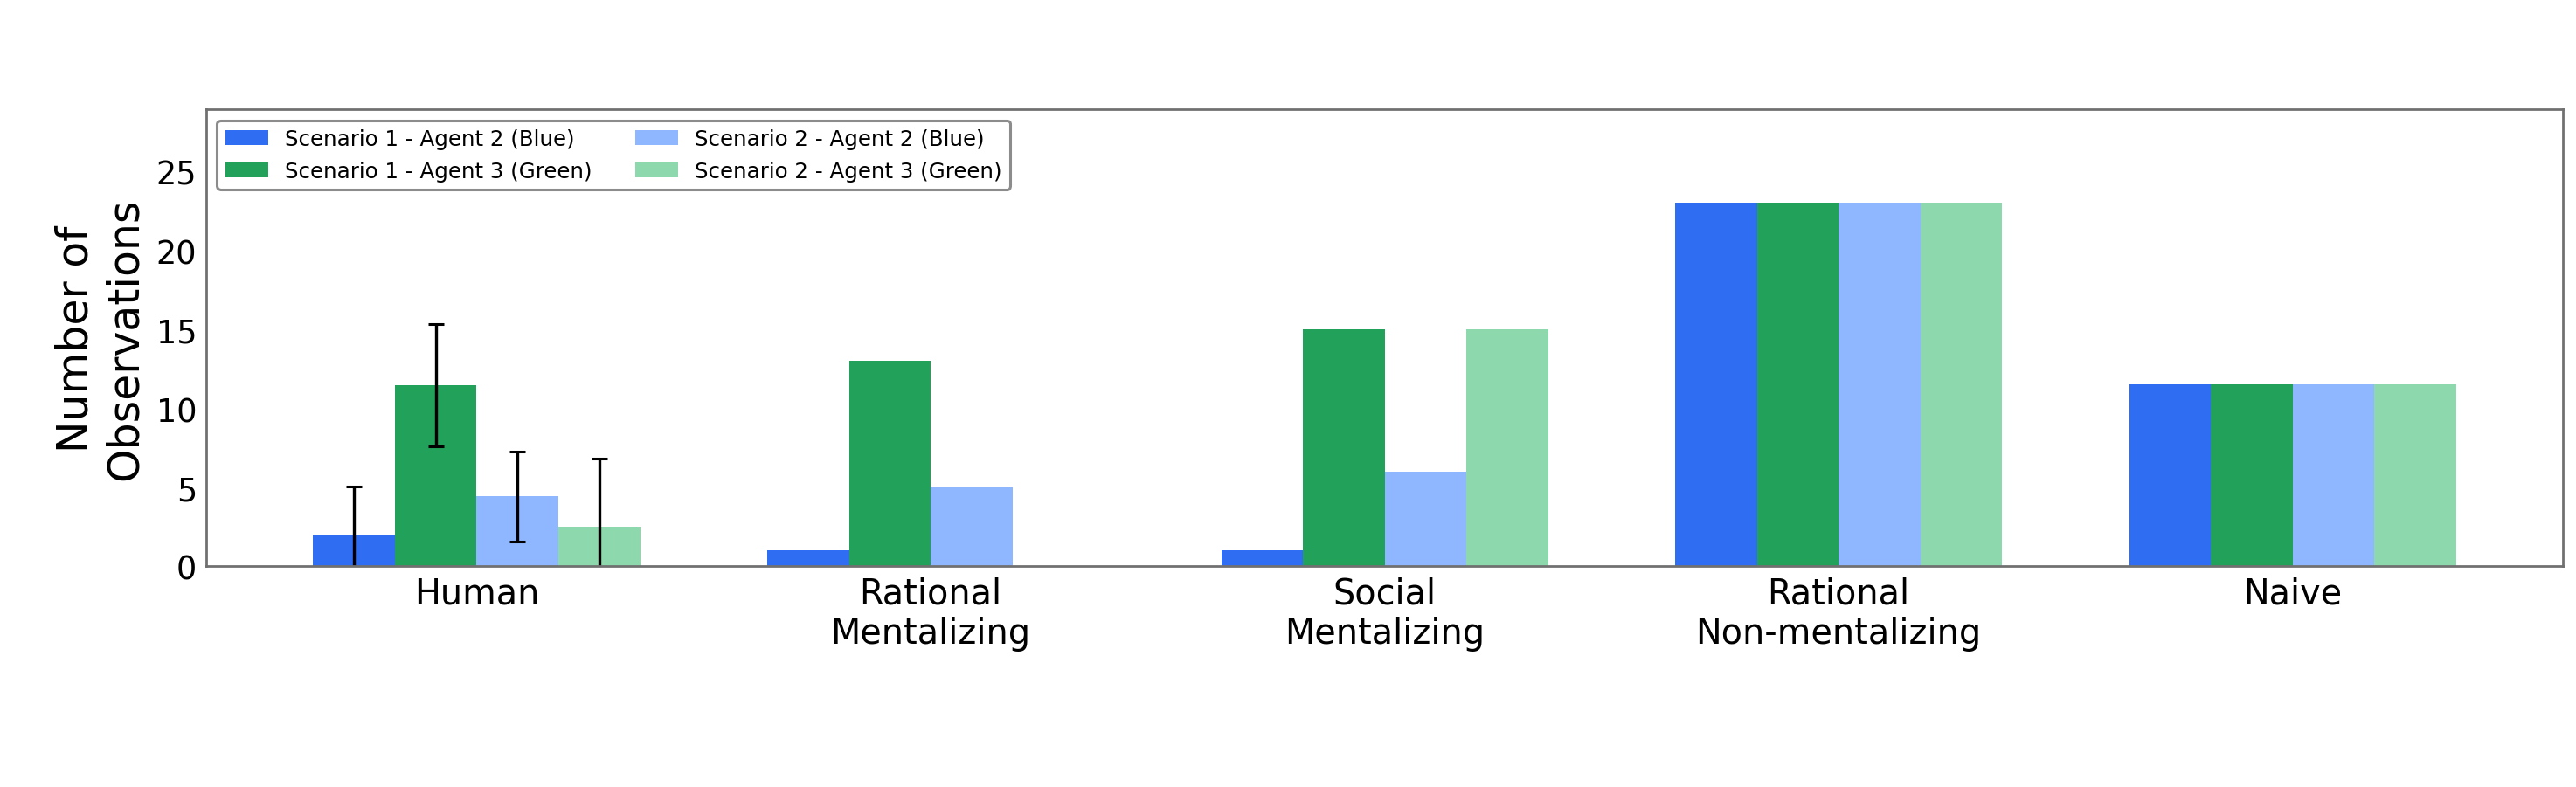 Scenario 1 - Agent 2 (Blue)
Scenario 1 - Agent 3 (Green)
Scenario 2 - Agent 2 (Blue)
Scenario 2 - Agent 3 (Green)
Number of
Observations
25
20
15
10
5
0
Human
Rational
Mentalizing
Social
Mentalizing
Rational
Non-mentalizing
Naive